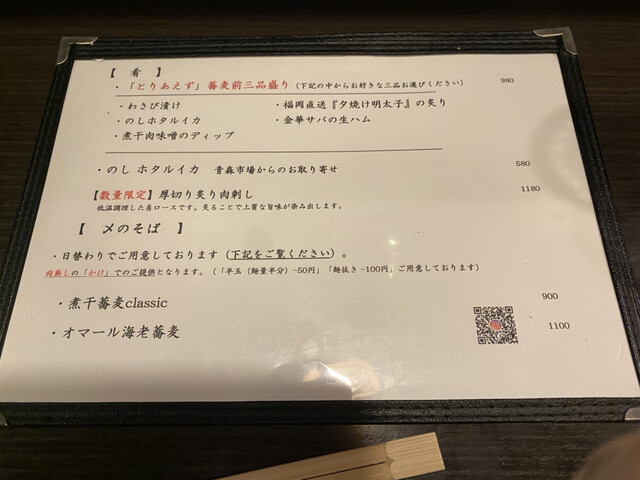 【 肴 】
・「とりあえず」蕎麦前三品盛り（下記の中からお好きな三品お選びください） 980
・わさび漬け ・福岡直送『夕焼け明太子』の炙り
・のしホタルイカ ・金華サバの生ハム
・煮干肉味噌のディップ
・のし ホタルイカ 青森市場からのお取り寄せ 580
【数量限定】厚切り炙り肉刺し 1180
低温調理した肩ロースです。炙ることで上質な旨味が染み出します。
【 〆のそば 】
・日替わりでご用意しております（下記をご覧ください）。
肉無しの「かけ」でのご提供となります。（「半玉（麺量半分）-50円」「麺抜き -100円」ご用意しております）
・煮干蕎麦classic 900
・オマール海老蕎麦 1100